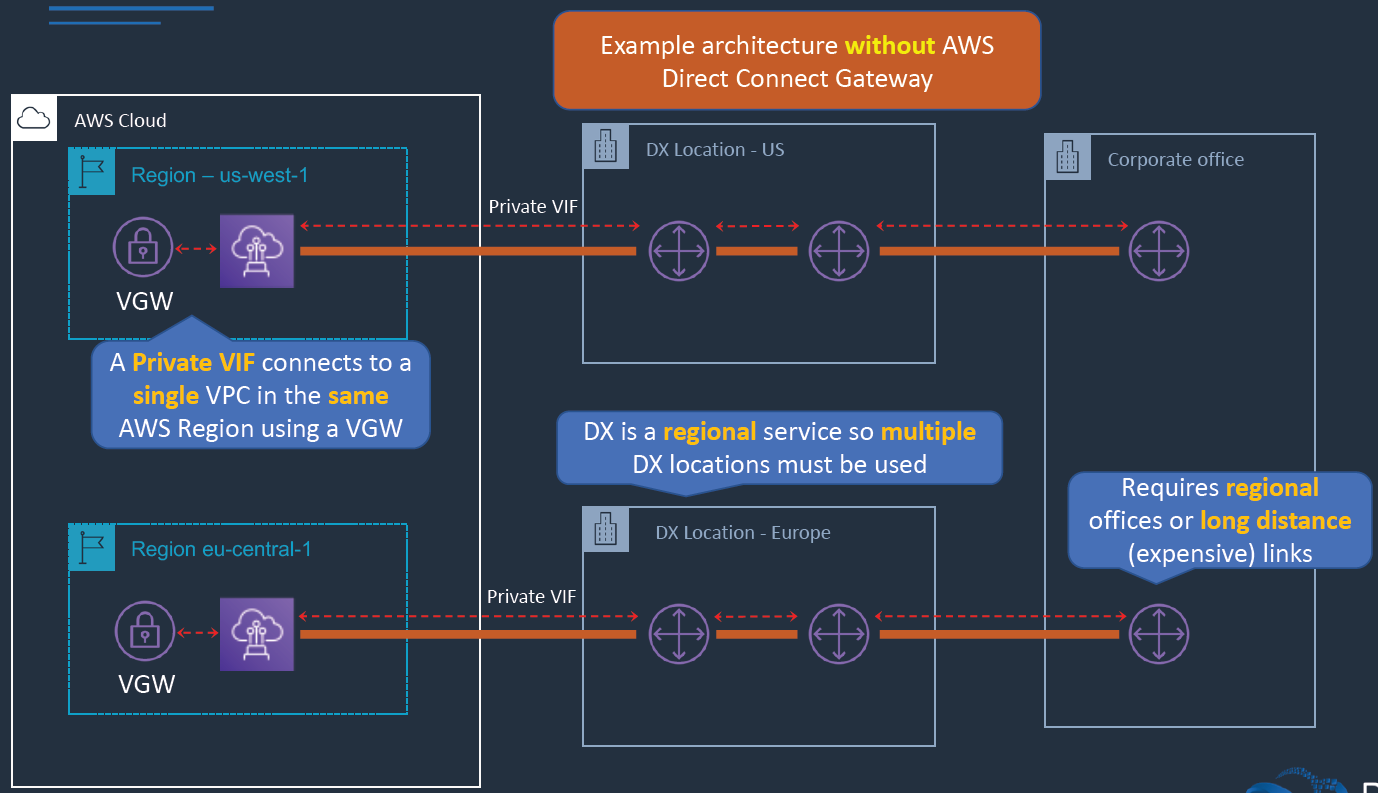 Example architecture without AWS
Direct Connect Gateway
AWS Cloud
Region – us-west-1
VGW
A Private VIF connects to a
single VPC in the same
AWS Region using a VGW
Private VIF
DX Location - US
Corporate office
DX is a regional service so multiple
DX locations must be used
Requires regional
offices or long distance
(expensive) links
Region eu-central-1
VGW
Private VIF
DX Location - Europe